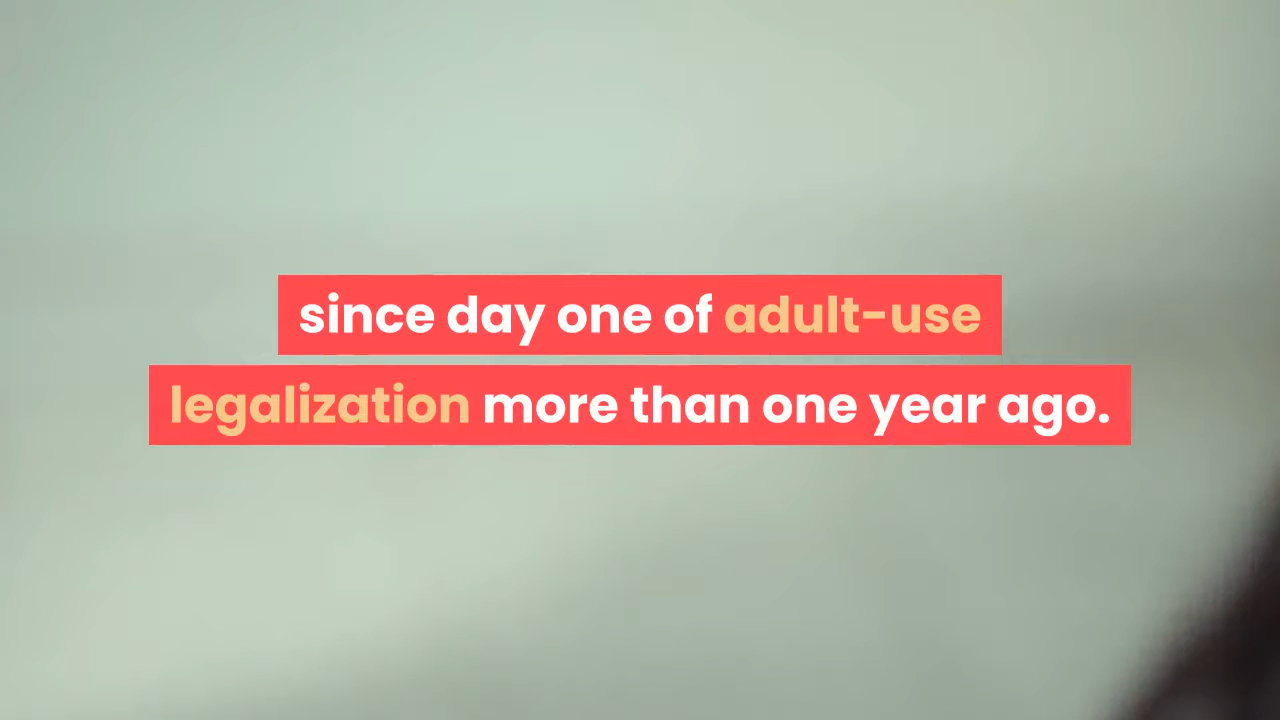 since day one of adult-use
legalization more than one year ago.